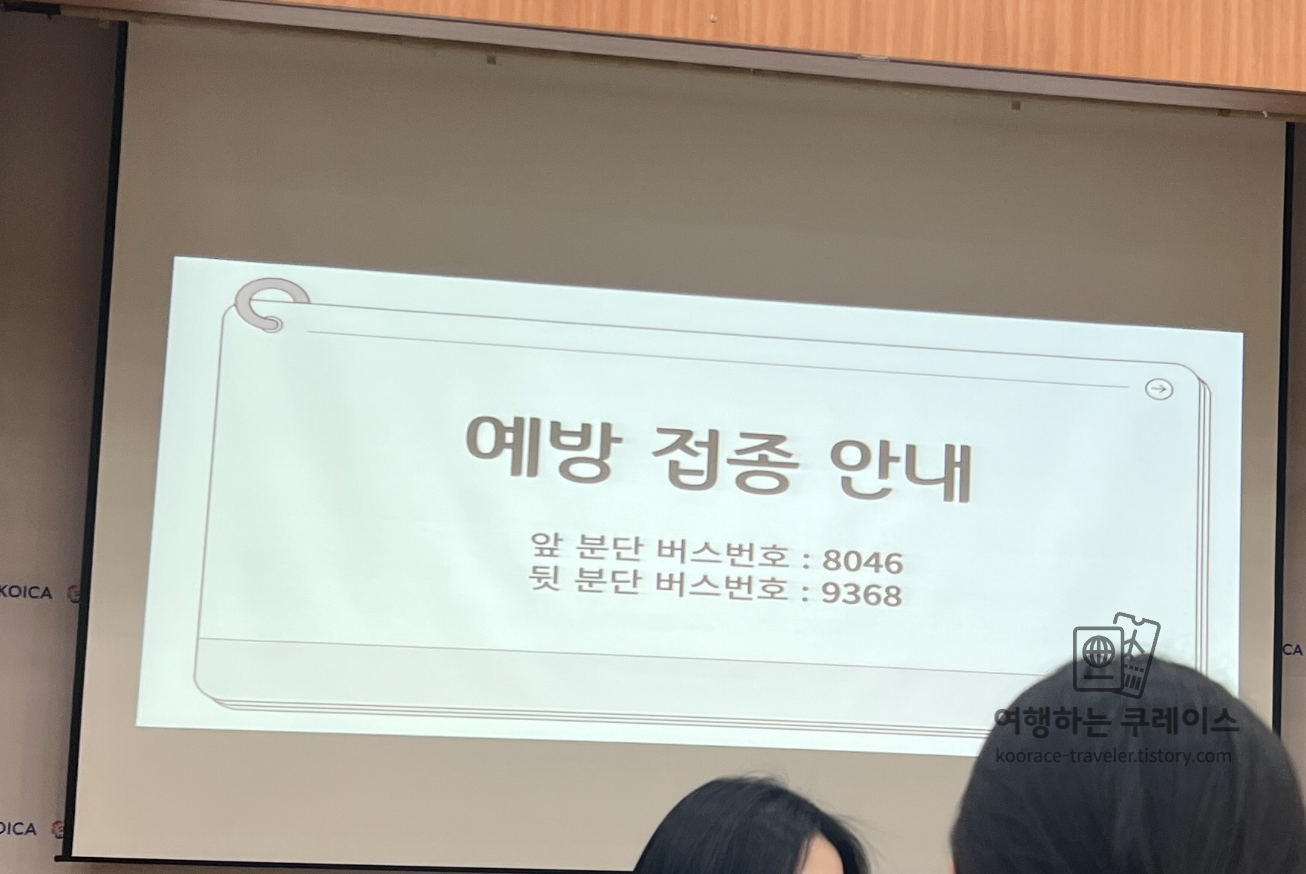 예방 접종 안내
앞 분단 버스번호 : 8046
뒷 분단 버스번호 : 9368
KOICA
CA
여행하는 쿠레이스
koorace-traveler.tistory.com
OICA